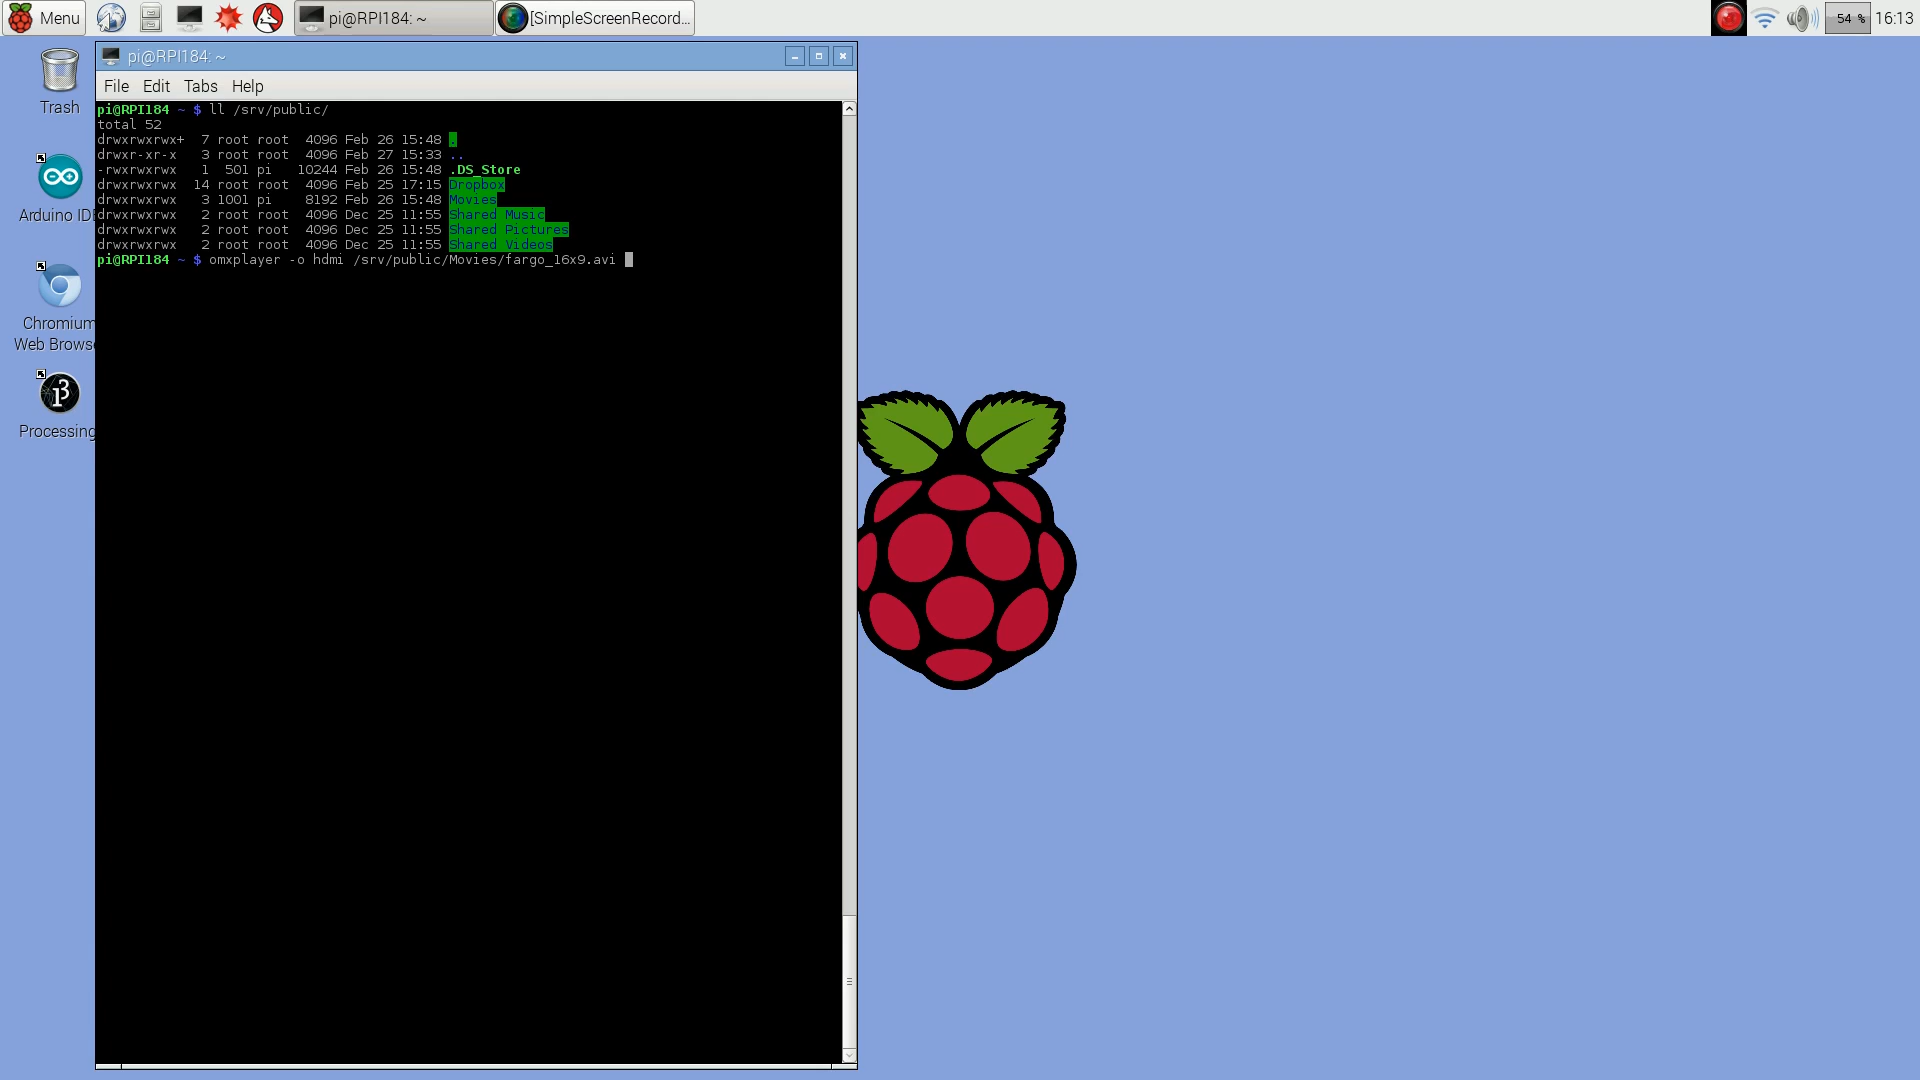 Menu pi@RPI184: ~ [SimpleScreenRecord... 54 % 16:13
Trash
Arduino IDE
Chromium
Web Browse
Processing
pi@RPI184: ~
File Edit Tabs Help
pi@RPI184 ~ $ ll /srv/public/
total 52
drwxrwxrwx+  7 root root  4096 Feb 26 15:48 .
drwxr-xr-x   3 root root  4096 Feb 27 15:33 ..
-rwxrwxrwx   1  501 pi   10244 Feb 26 15:48 .DS_Store
drwxrwxrwx  14 root root  4096 Feb 25 17:15 Dropbox
drwxrwxrwx   3 1001 pi    8192 Feb 26 15:48 Movies
drwxrwxrwx   2 root root  4096 Dec 25 11:55 Shared Music
drwxrwxrwx   2 root root  4096 Dec 25 11:55 Shared Pictures
drwxrwxrwx   2 root root  4096 Dec 25 11:55 Shared Videos
pi@RPI184 ~ $ omxplayer -o hdmi /srv/public/Movies/fargo_16x9.avi